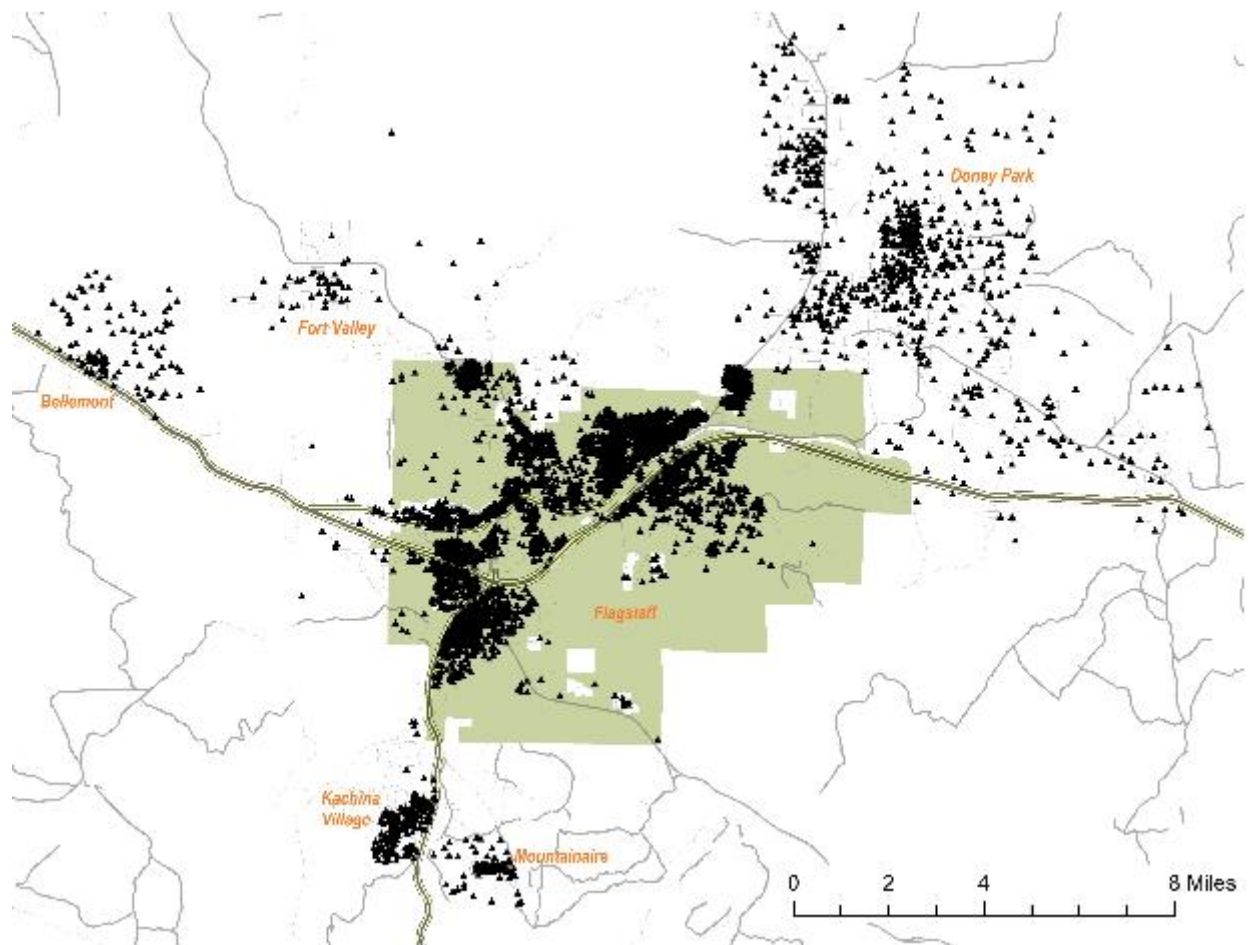 Doney Park
Fort Valley
Bellemont
Flagstaff
Kachina
Village
Mountainaire
0 2 4 8 Miles